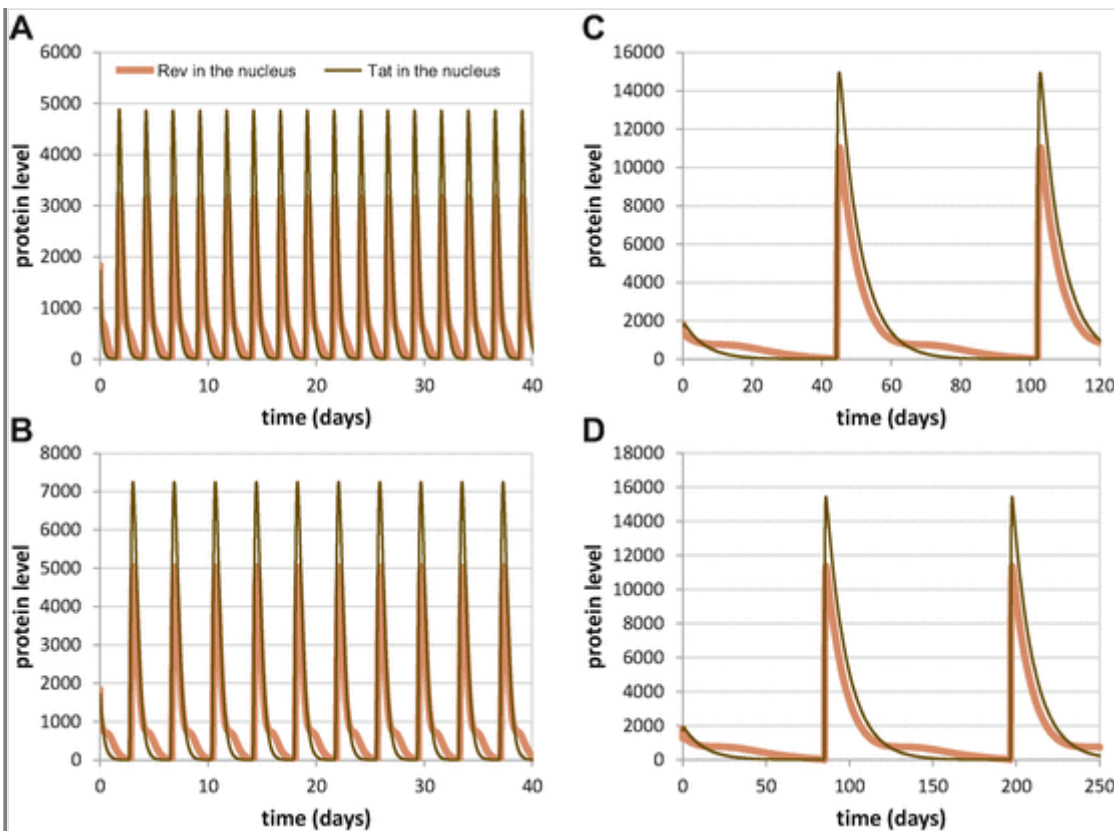 A
6000
5000
4000
3000
2000
1000
0
protein level
Rev in the nucleus
Tat in the nucleus
0 10 20 30 40
time (days)
B
8000
7000
6000
5000
4000
3000
2000
1000
0
protein level
0 10 20 30 40
time (days)
C
16000
14000
12000
10000
8000
6000
4000
2000
0
protein level
0 20 40 60 80 100 120
time (days)
D
18000
16000
14000
12000
10000
8000
6000
4000
2000
0
protein level
0 50 100 150 200 250
time (days)